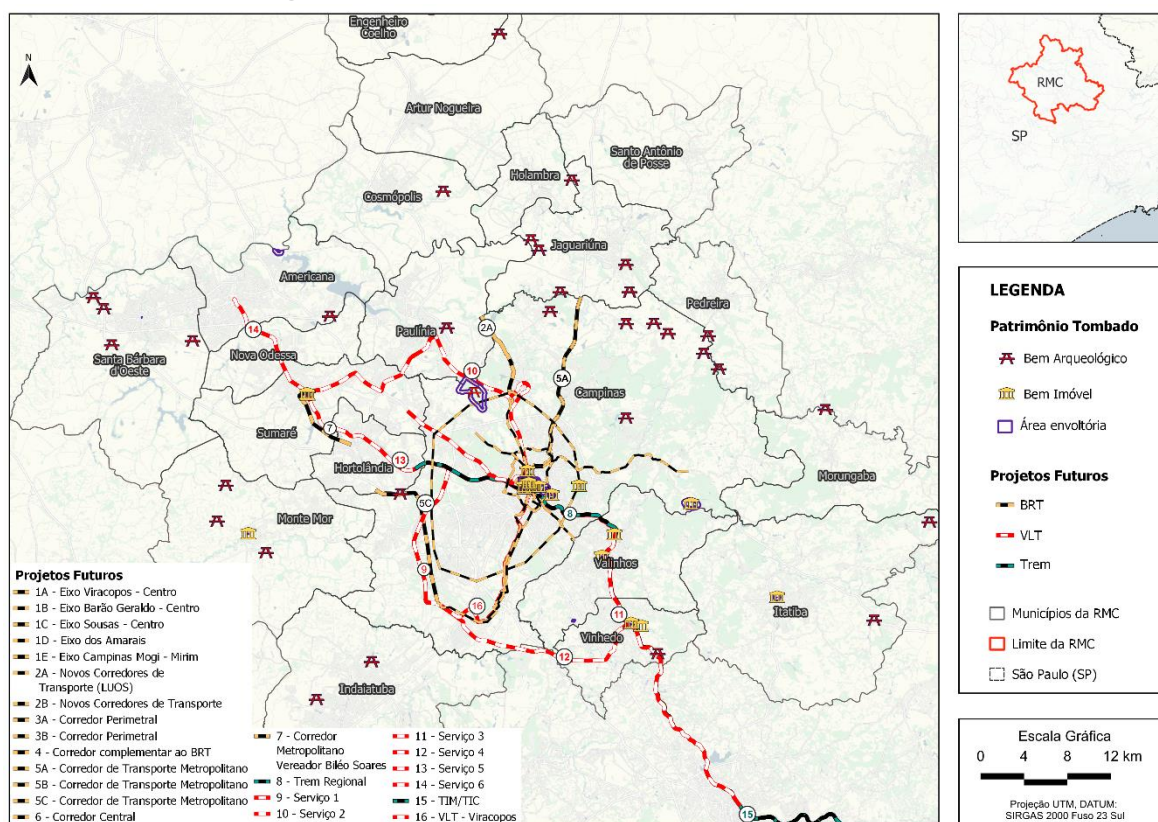 Engenheiro
Coelho
N
Artur Nogueira
Santo Antônio
de Posse
Holambra
Cosmópolis
Jaguariúna
Americana
Pedreira
2A
Paulínia
14
Nova Odessa
Santa Bárbara
d'Oeste
10
5A
Campinas
7
Sumaré
13
Hortolândia
Morungaba
5C
8
Monte Mor
Valinhos
9
16
Itatiba
11
Vinhedo
12
Indaiatuba
15
Projetos Futuros
1A - Eixo Viracopos - Centro
1B - Eixo Barão Geraldo - Centro
1C - Eixo Sousas - Centro
1D - Eixo dos Amarais
1E - Eixo Campinas Mogi - Mirim
2A - Novos Corredores de
Transporte (LUOS)
2B - Novos Corredores de Transporte
3A - Corredor Perimetral
3B - Corredor Perimetral
4 - Corredor complementar ao BRT
5A - Corredor de Transporte Metropolitano
5B - Corredor de Transporte Metropolitano
5C - Corredor de Transporte Metropolitano
6 - Corredor Central
7 - Corredor
Metropolitano
Vereador Biléo Soares
8 - Trem Regional
9 - Serviço 1
10 - Serviço 2
11 - Serviço 3
12 - Serviço 4
13 - Serviço 5
14 - Serviço 6
15 - TIM/TIC
16 - VLT - Viracopos
RMC
SP
LEGENDA
Patrimônio Tombado
Bem Arqueológico
Bem Imóvel
Área envoltória
Projetos Futuros
BRT
VLT
Trem
Municípios da RMC
Limite da RMC
São Paulo (SP)
Escala Gráfica
0 4 8 12 km
Projeção UTM, DATUM:
SIRGAS 2000 Fuso 23 Sul